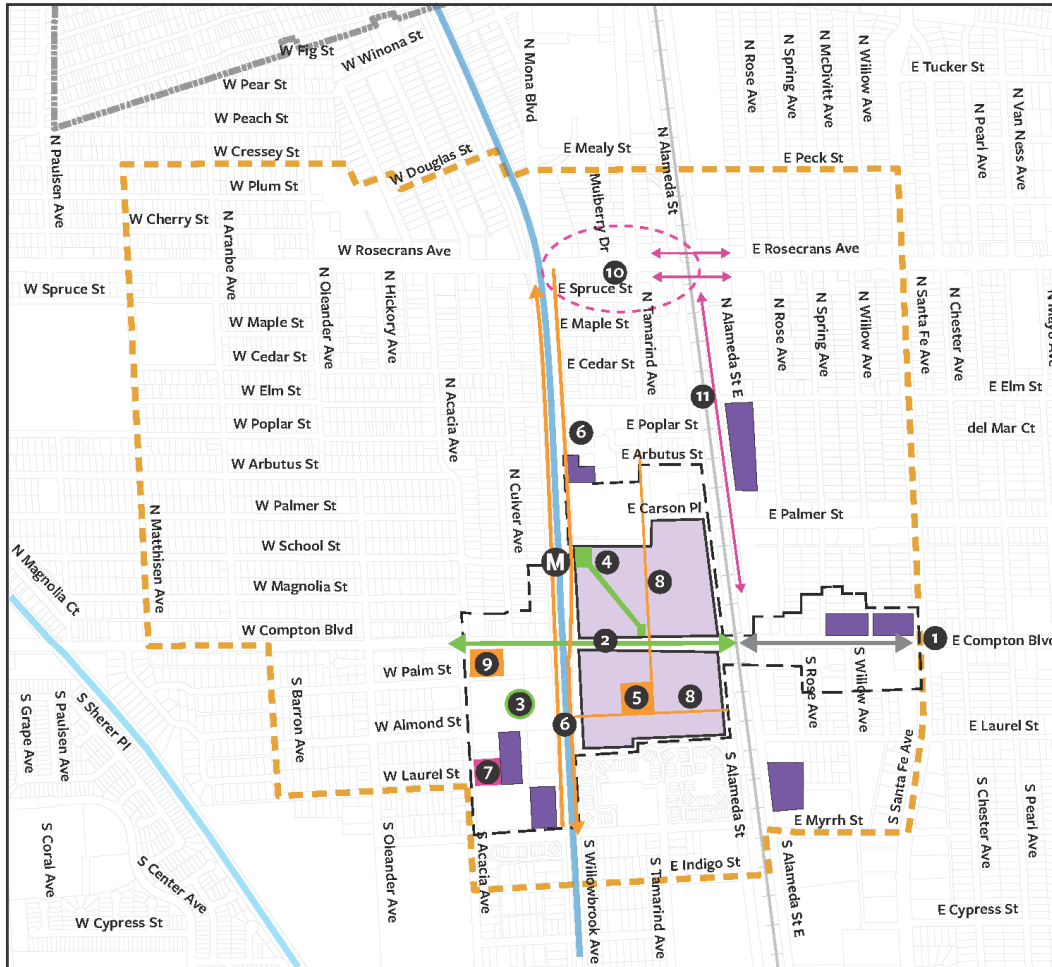 W Fig St
W Winona St
W Pear St
W Peach St
W Cressey St
W Douglas St
W Plum St
W Cherry St
W Rosecrans Ave
W Spruce St
W Maple St
W Cedar St
W Elm St
W Poplar St
W Arbutus St
W Palmer St
W School St
W Magnolia St
W Compton Blvd
W Palm St
W Almond St
W Laurel St
W Cypress St
N Paulsen Ave
N Aranbe Ave
N Oleander Ave
N Hickory Ave
N Acacia Ave
N Culver Ave
N Matthisen Ave
N Magnolia Ct
S Grape Ave
S Paulsen Ave
S Sherer Pl
S Barron Ave
S Coral Ave
S Center Ave
S Oleander Ave
S Acacia Ave
S Willowbrook Ave
S Tamarind Ave
N Mona Blvd
E Mealy St
Mulberry Dr
N Alameda St
N Rose Ave
N Spring Ave
N McDivitt Ave
N Willow Ave
E Tucker St
N Pearl Ave
N Van Ness Ave
E Peck St
E Rosecrans Ave
10
E Spruce St
E Maple St
E Cedar St
N Tamarind Ave
N Alameda St E
N Rose Ave
N Spring Ave
N Willow Ave
N Santa Fe Ave
N Chester Ave
N Mayo Ave
E Elm St
del Mar Ct
11
6
E Poplar St
E Arbutus St
E Carson Pl
E Palmer St
M
4
8
2
1
E Compton Blvd
9
3
5
8
6
7
S Rose Ave
S Willow Ave
E Laurel St
S Santa Fe Ave
S Alameda St
E Myrrh St
E Indigo St
S Alameda St E
S Chester Ave
S Pearl Ave
E Cypress St